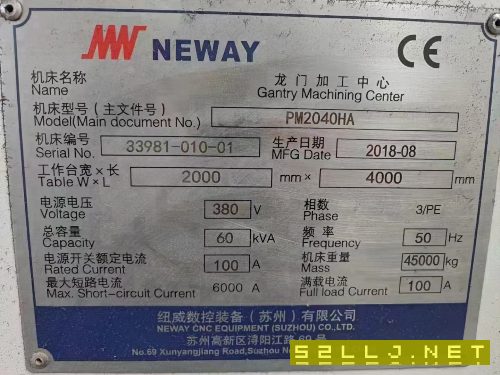 NEWAY CE
机床名称 龙门加工中心
Name Gantry Machining Center
机床型号（主文件号） PM2040HA
Model(Main document No.)
机床编号 33981-010-01 生产日期 2018-08
Serial No. MFG Date
工作台宽×长 2000 mm× 4000 mm
Table W×L
电源电压 380 V 相数 3/PE
Voltage Phase
总容量 60 kVA 频率 50 Hz
Capacity Frequency
电源开关额定电流 100 A 机床重量 45000 kg
Rated Current Mass
最大短路电流 6000 A 满载电流 100 A
Max. Short-circuit Current Full load Current
纽威数控装备（苏州）有限公司
NEWAY CNC EQUIPMENT (SUZHOU) CO.,LTD.
苏州高新区浔阳江路69号
No.69 Xunyangjiang Road,Suzhou
52LLJ.NET